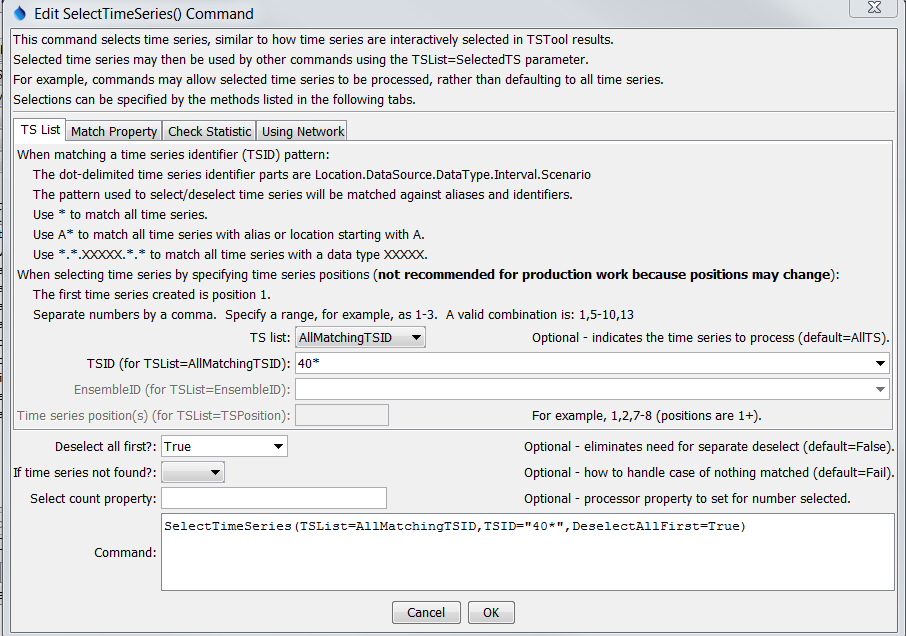 Edit SelectTimeSeries() Command
This command selects time series, similar to how time series are interactively selected in TSTool results.
Selected time series may then be used by other commands using the TSList=SelectedTS parameter.
For example, commands may allow selected time series to be processed, rather than defaulting to all time series.
Selections can be specified by the methods listed in the following tabs.
TS List Match Property Check Statistic Using Network
When matching a time series identifier (TSID) pattern:
The dot-delimited time series identifier parts are Location.DataSource.DataType.Interval.Scenario
The pattern used to select/deselect time series will be matched against aliases and identifiers.
Use * to match all time series.
Use A* to match all time series with alias or location starting with A.
Use *.*.XXXXX.*.* to match all time series with a data type XXXXX.
When selecting time series by specifying time series positions (not recommended for production work because positions may change):
The first time series created is position 1.
Separate numbers by a comma.  Specify a range, for example, as 1-3.  A valid combination is: 1,5-10,13
TS list: AllMatchingTSID Optional - indicates the time series to process (default=AllTS).
TSID (for TSList=AllMatchingTSID): 40*
EnsembleID (for TSList=EnsembleID):
Time series position(s) (for TSList=TSPosition): For example, 1,2,7-8 (positions are 1+).
Deselect all first?: True Optional - eliminates need for separate deselect (default=False).
If time series not found?: Optional - how to handle case of nothing matched (default=Fail).
Select count property: Optional - processor property to set for number selected.
Command: SelectTimeSeries(TSList=AllMatchingTSID,TSID="40*",DeselectAllFirst=True)
Cancel OK